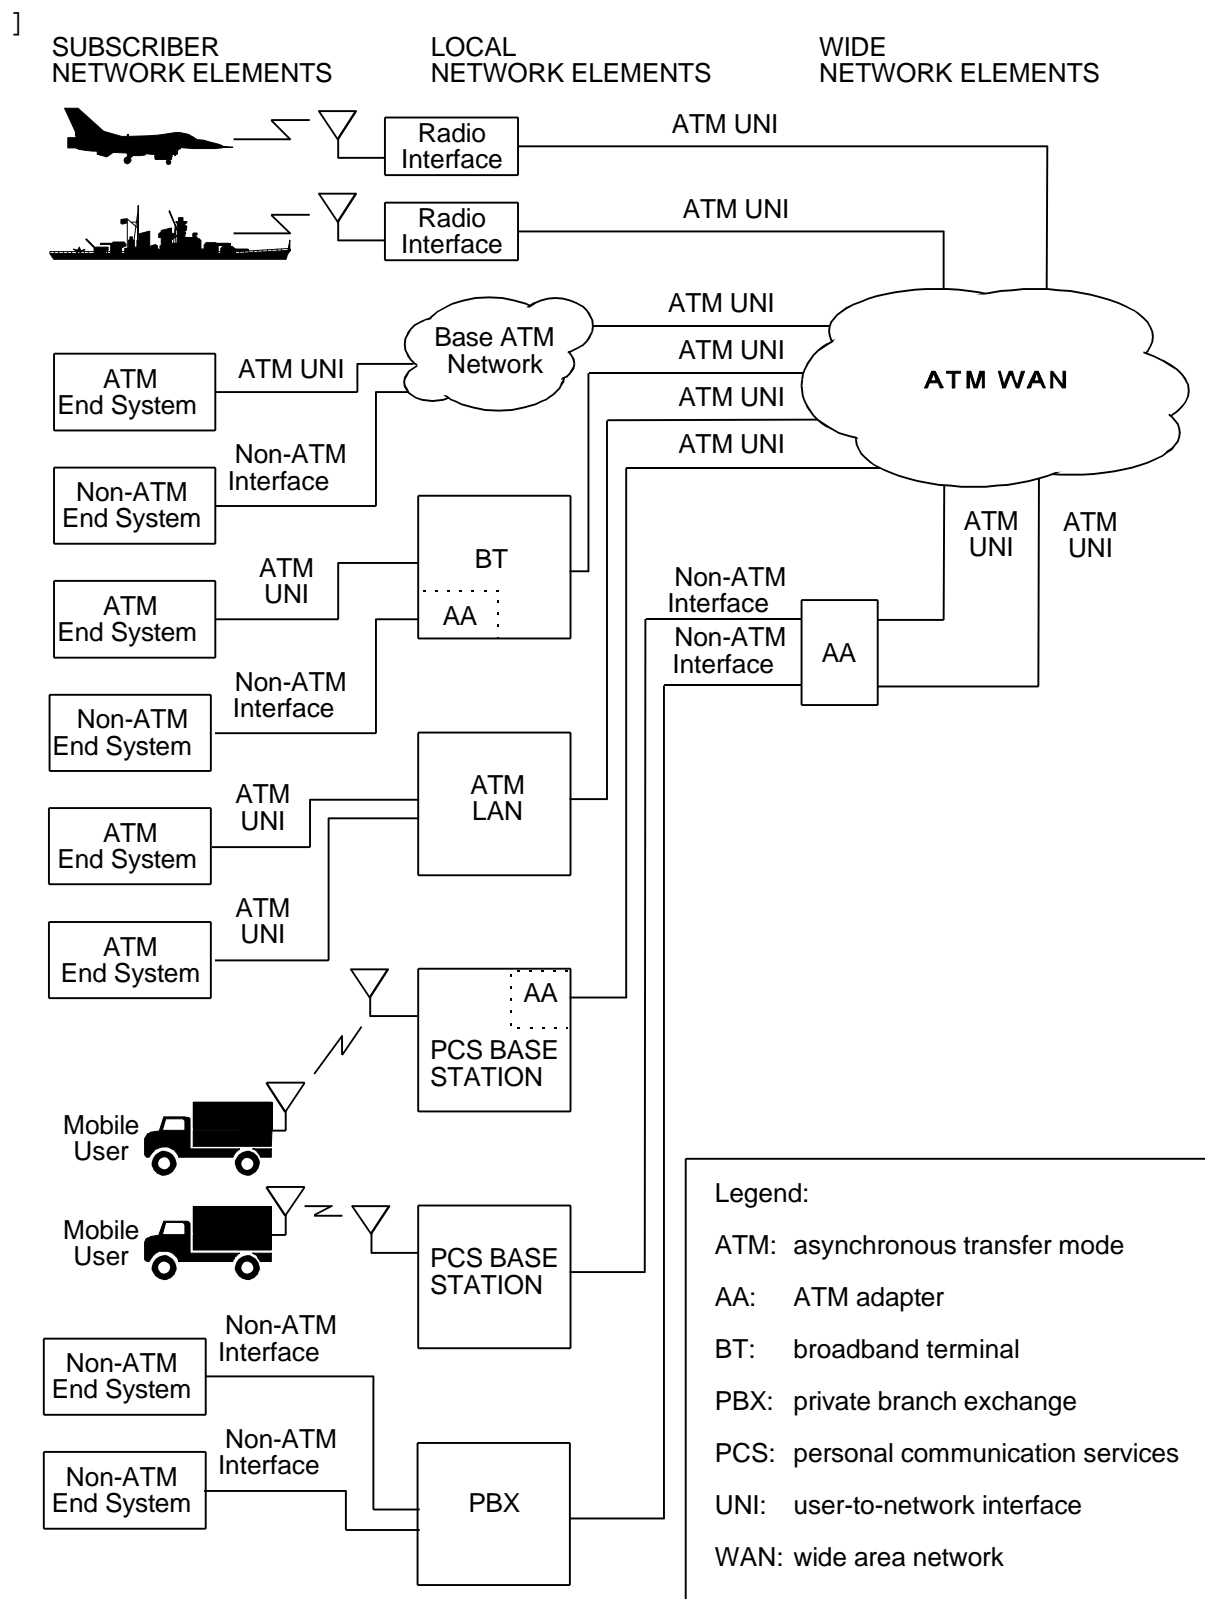 ]
SUBSCRIBER
NETWORK ELEMENTS
LOCAL
NETWORK ELEMENTS
WIDE
NETWORK ELEMENTS
Radio
Interface
ATM UNI
Radio
Interface
ATM UNI
Base ATM
Network
ATM UNI
ATM UNI
ATM UNI
ATM UNI
ATM WAN
ATM
End System
ATM UNI
Non-ATM
End System
Non-ATM
Interface
ATM
End System
ATM
UNI
BT
AA
Non-ATM
End System
Non-ATM
Interface
ATM
UNI
ATM
UNI
Non-ATM
Interface
Non-ATM
Interface
AA
ATM
End System
ATM
UNI
ATM
LAN
ATM
End System
ATM
UNI
AA
PCS BASE
STATION
Mobile
User
Mobile
User
PCS BASE
STATION
Non-ATM
End System
Non-ATM
Interface
Non-ATM
End System
Non-ATM
Interface
PBX
Legend:
ATM: asynchronous transfer mode
AA: ATM adapter
BT: broadband terminal
PBX: private branch exchange
PCS: personal communication services
UNI: user-to-network interface
WAN: wide area network